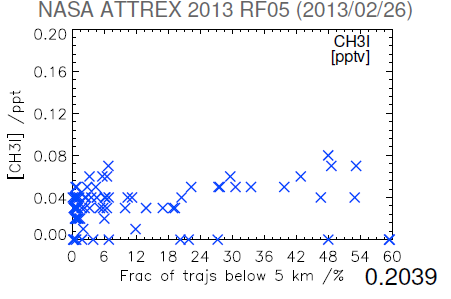 NASA ATTREX 2013 RF05 (2013/02/26)
0.20
CH3I
[pptv]
0.16
0.12
[CH3I] /ppt
0.08
0.04
0.00
0 6 12 18 24 30 36 42 48 54 60
Frac of trajs below 5 km /%
0.2039